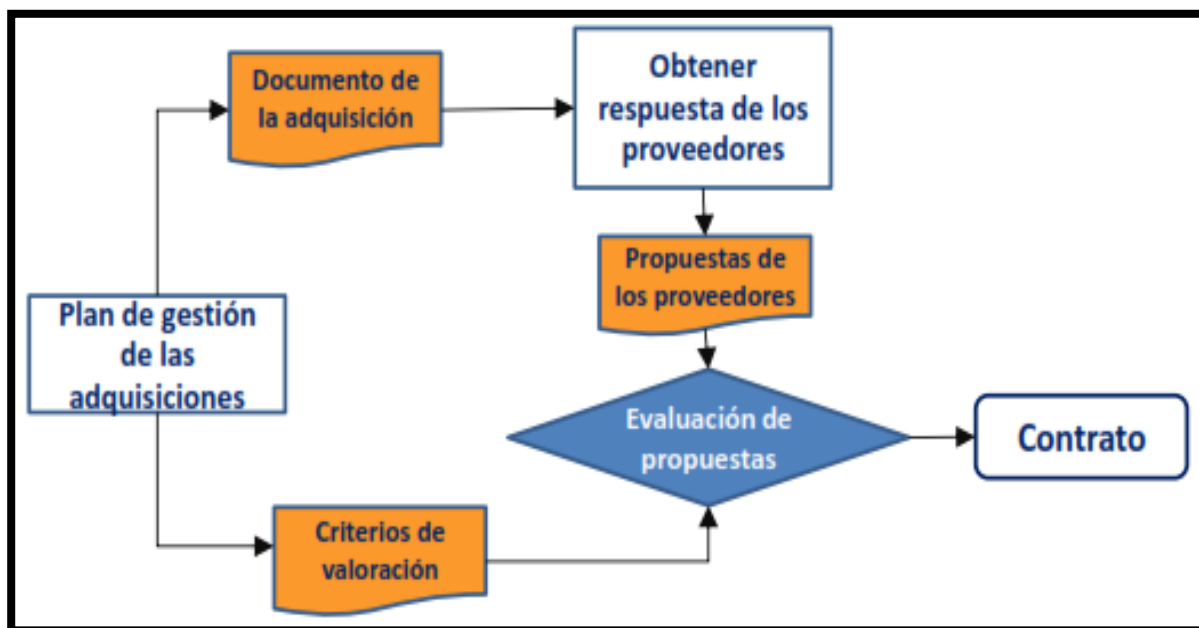 Documento de
la adquisición
Obtener
respuesta de los
proveedores
Propuestas de
los proveedores
Plan de gestión
de las
adquisiciones
Evaluación de
propuestas
Contrato
Criterios de
valoración